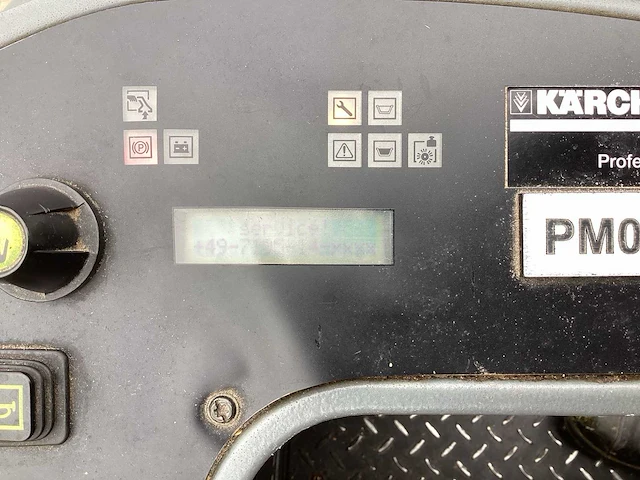 KÄRCH
Profe
PM0
P
service: